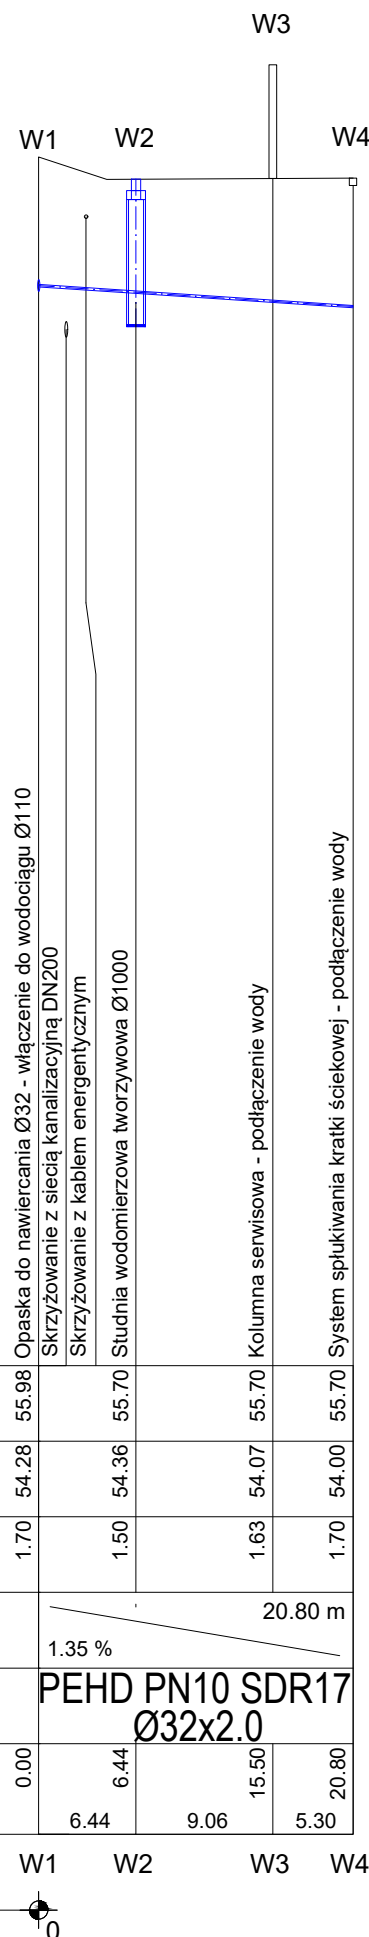 W3
W1
W2
W4
Opaska do nawiercania Ø32 - włączenie do wodociągu Ø110
Skrzyżowanie z siecią kanalizacyjną DN200
Skrzyżowanie z kablem energentycznym
Studnia wodomierzowa tworzywowa Ø1000
Kolumna serwisowa - podłączenie wody
System spłukiwania kratki ściekowej - podłączenie wody
55.98 55.70 55.70 55.70
54.28 54.36 54.07 54.00
1.70 1.50 1.63 1.70
20.80 m
1.35 %
PEHD PN10 SDR17
Ø32x2.0
0.00 6.44 15.50 20.80
6.44 9.06 5.30
W1 W2 W3 W4
0